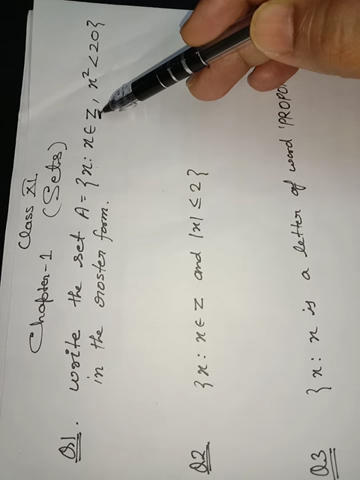 Class XI
Chapter-1 (Sets)
Q1. Write the set A = {x: x ∈ Z, x² < 20}
in the roster form.
Q2 {x: x ∈ Z and |x| ≤ 2}
Q3 {x: x is a letter of word 'PROPO